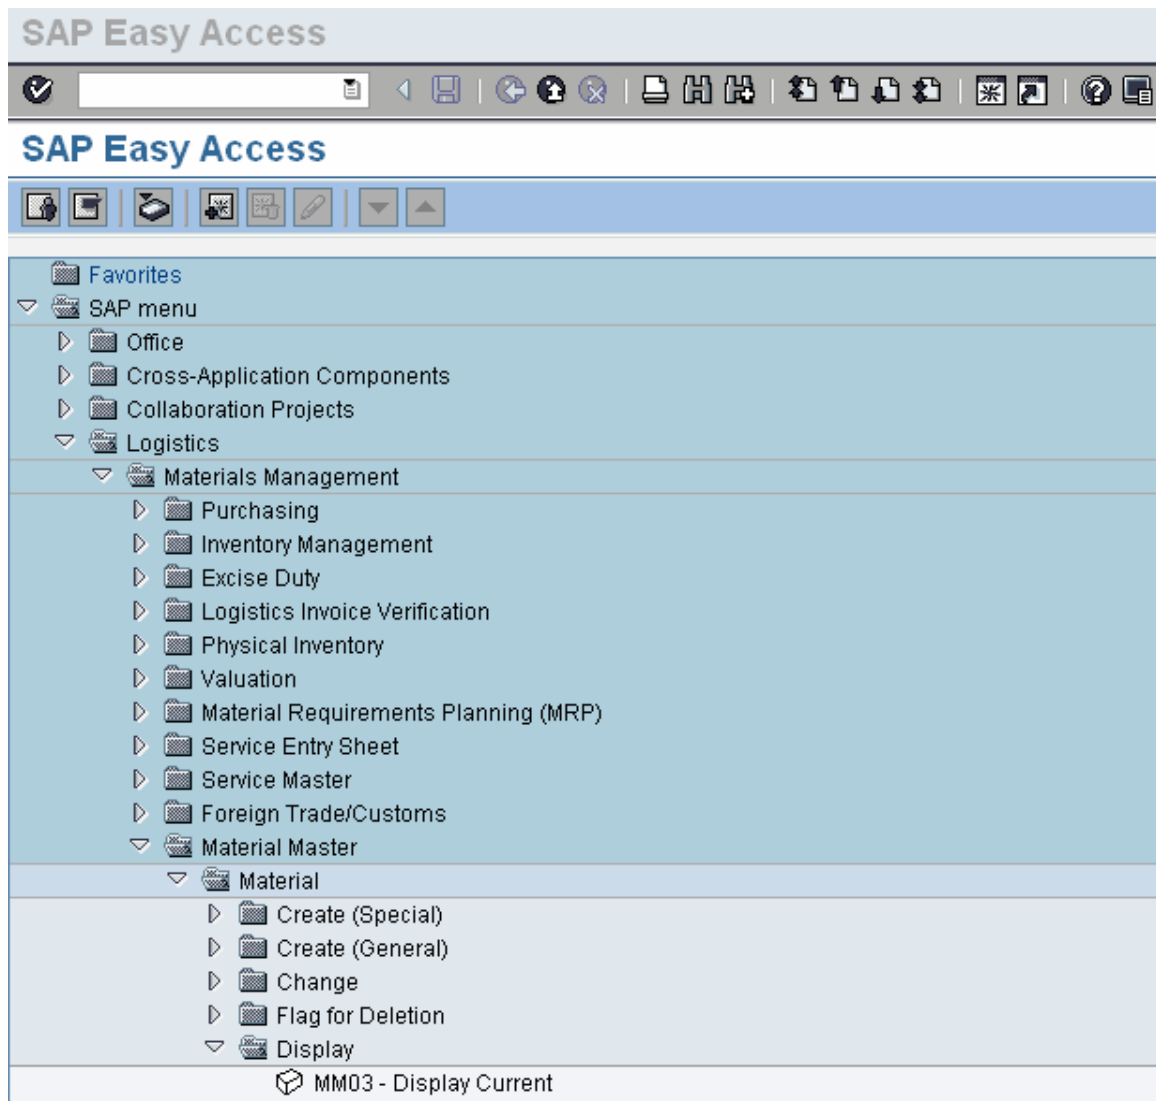 SAP Easy Access
SAP Easy Access
Favorites
SAP menu
Office
Cross-Application Components
Collaboration Projects
Logistics
Materials Management
Purchasing
Inventory Management
Excise Duty
Logistics Invoice Verification
Physical Inventory
Valuation
Material Requirements Planning (MRP)
Service Entry Sheet
Service Master
Foreign Trade/Customs
Material Master
Material
Create (Special)
Create (General)
Change
Flag for Deletion
Display
MM03 - Display Current